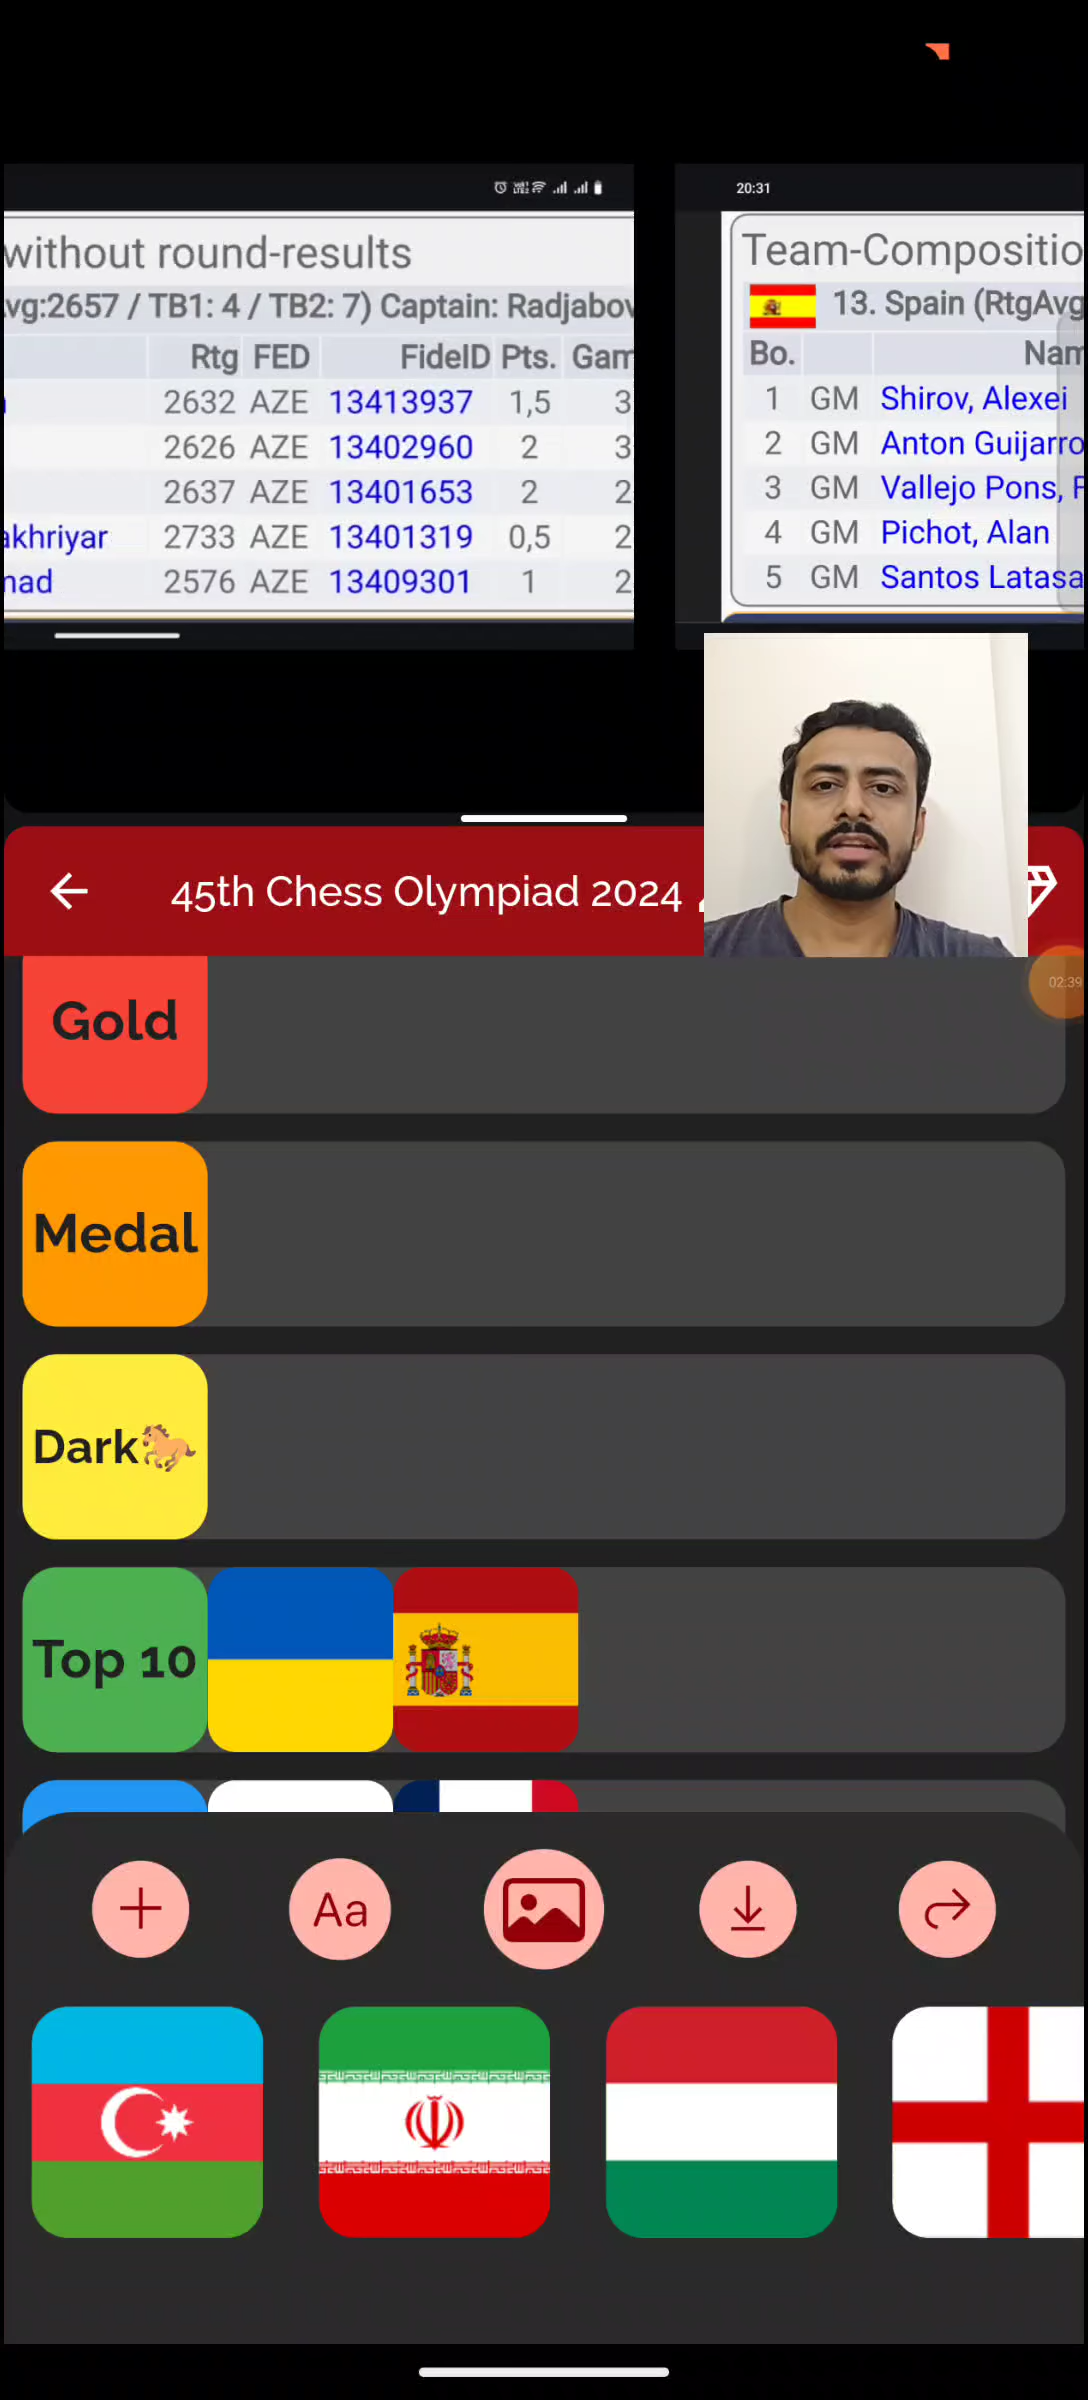 20:31
without round-results
vg:2657 / TB1: 4 / TB2: 7) Captain: Radjabov
Rtg FED FideID Pts. Gam
2632 AZE 13413937 1,5 3
2626 AZE 13402960 2 3
2637 AZE 13401653 2 2
akhriyar 2733 AZE 13401319 0,5 2
mad 2576 AZE 13409301 1 2
Team-Compositio
13. Spain (RtgAvg
Bo. Nam
1 GM Shirov, Alexei
2 GM Anton Guijarro
3 GM Vallejo Pons, F
4 GM Pichot, Alan
5 GM Santos Latasa
45th Chess Olympiad 2024
02:39
Gold
Medal
Dark🐎
Top 10
Aa